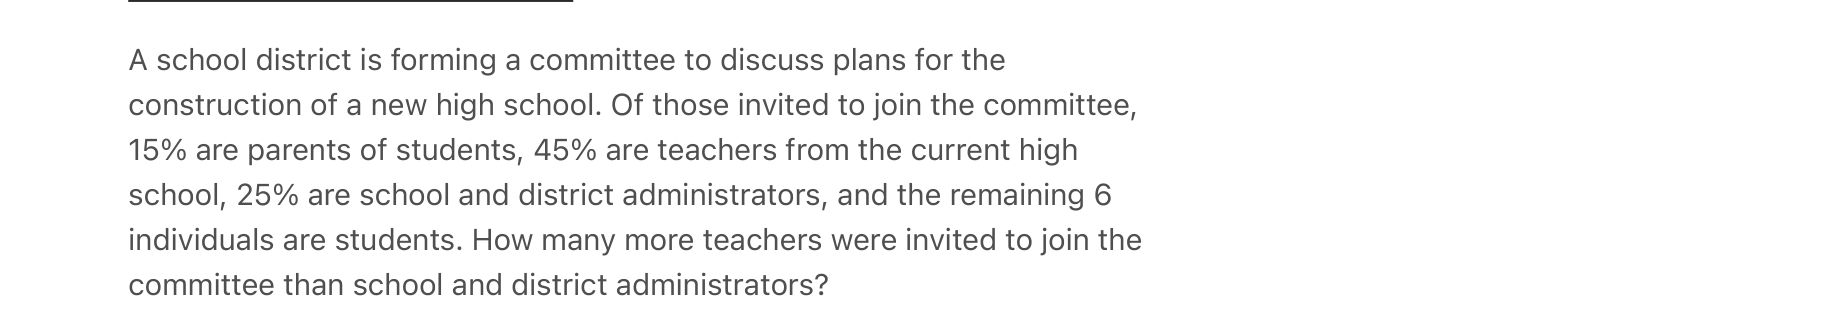 A school district is forming a committee to discuss plans for the
construction of a new high school. Of those invited to join the committee,
15% are parents of students, 45% are teachers from the current high
school, 25% are school and district administrators, and the remaining 6
individuals are students. How many more teachers were invited to join the
committee than school and district administrators?